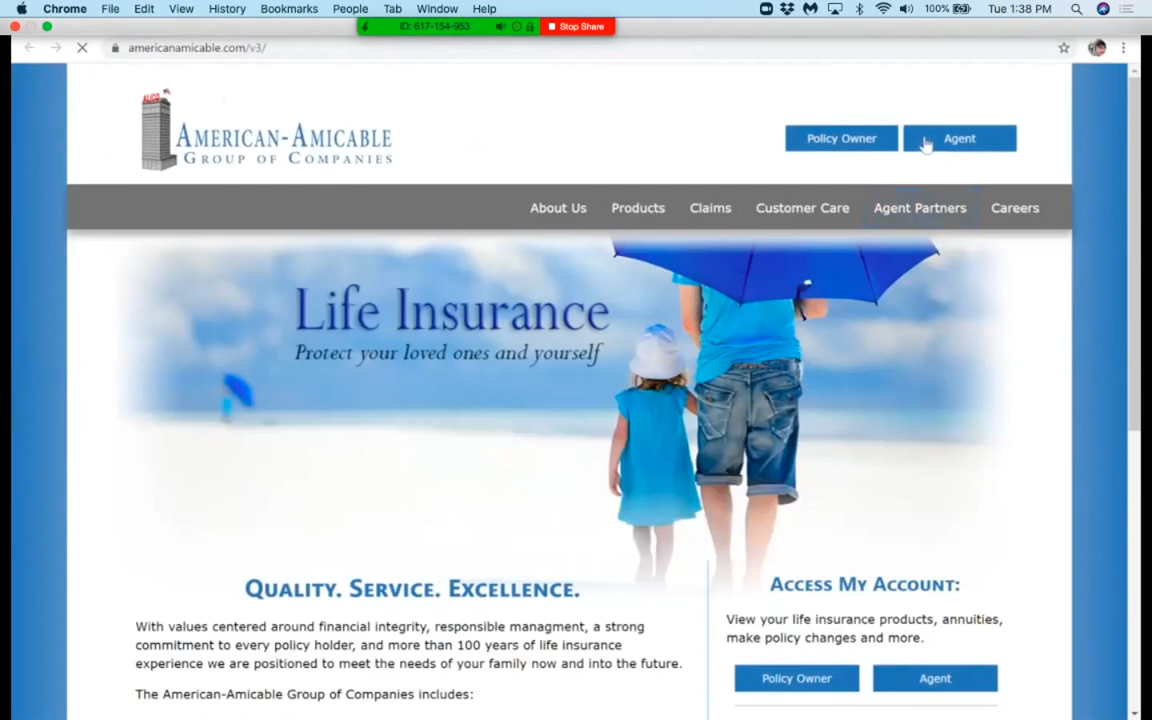 Chrome File Edit View History Bookmarks People Tab Window Help 100% Tue 1:38 PM
ID: 617-154-953 Stop Share
americanamicable.com/v3/
ALICO
AMERICAN-AMICABLE
GROUP OF COMPANIES
Policy Owner Agent
About Us Products Claims Customer Care Agent Partners Careers
Life Insurance
Protect your loved ones and yourself
QUALITY. SERVICE. EXCELLENCE.
With values centered around financial integrity, responsible managment, a strong
commitment to every policy holder, and more than 100 years of life insurance
experience we are positioned to meet the needs of your family now and into the future.
The American-Amicable Group of Companies includes:
ACCESS MY ACCOUNT:
View your life insurance products, annuities,
make policy changes and more.
Policy Owner Agent